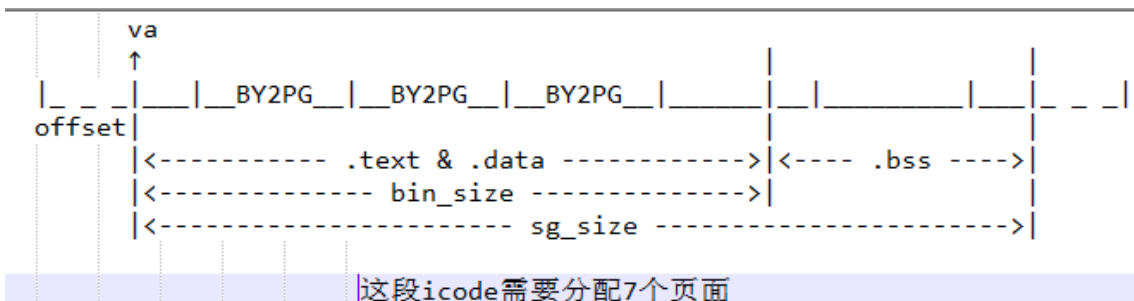 va
↑ | |
|_ _ _|___|__BY2PG__|__BY2PG__|__BY2PG__|______|__|_________|___|_ _ _|
offset| | |
|<----------- .text & .data ------------>|<---- .bss ---->|
|<-------------- bin_size -------------->| |
|<----------------------- sg_size ----------------------->|
这段icode需要分配7个页面